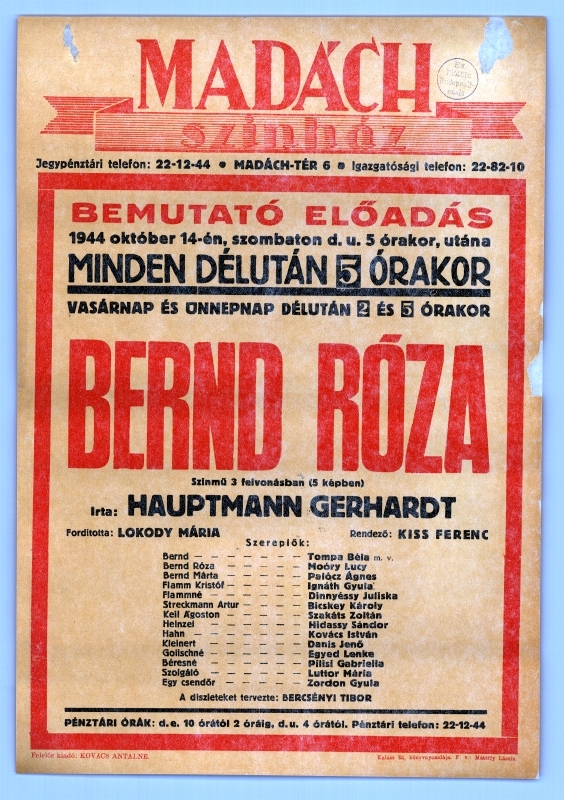 MADÁCH
színház
Jegypénztári telefon: 22-12-44 • MADÁCH-TÉR 6 • Igazgatósági telefon: 22-82-10
BEMUTATÓ ELŐADÁS
1944 október 14-én, szombaton d. u. 5 órakor, utána
MINDEN DÉLUTÁN 5 ÓRAKOR
VASÁRNAP ÉS ÜNNEPNAP DÉLUTÁN 2 ÉS 5 ÓRAKOR
BERND RÓZA
Szinmű 3 felvonásban (5 képben)
Irta: HAUPTMANN GERHARDT
Fordította: LOKODY MÁRIA Rendező: KISS FERENC
Szereplők:
Bernd — — — — — — Tompa Béla m. v.
Bernd Róza — — — — — Moóry Lucy
Bernd Márta — — — — — Palócz Ágnes
Flamm Kristóf — — — — — Ignáth Gyula
Flammné — — — — — Dinnyéssy Juliska
Streckmann Artur — — — — Bicskey Károly
Keil Ágoston — — — — — Szakáts Zoltán
Heinzel — — — — — Hidassy Sándor
Hahn — — — — — — Kovács István
Kleinert — — — — — Danis Jenő
Golischné — — — — — Egyed Lenke
Béresné — — — — — Pilisi Gabriella
Szolgáló — — — — — Luttor Mária
Egy csendőr — — — — — Zordon Gyula
A díszleteket tervezte: BERCSÉNYI TIBOR
PÉNZTÁRI ÓRÁK: d.e. 10 órától 2 óráig, d.u. 4 órától. Pénztári telefon: 22-12-44
Felelős kiadó: KOVÁCS ANTALNÉ. könyvnyomdája. F. v.: